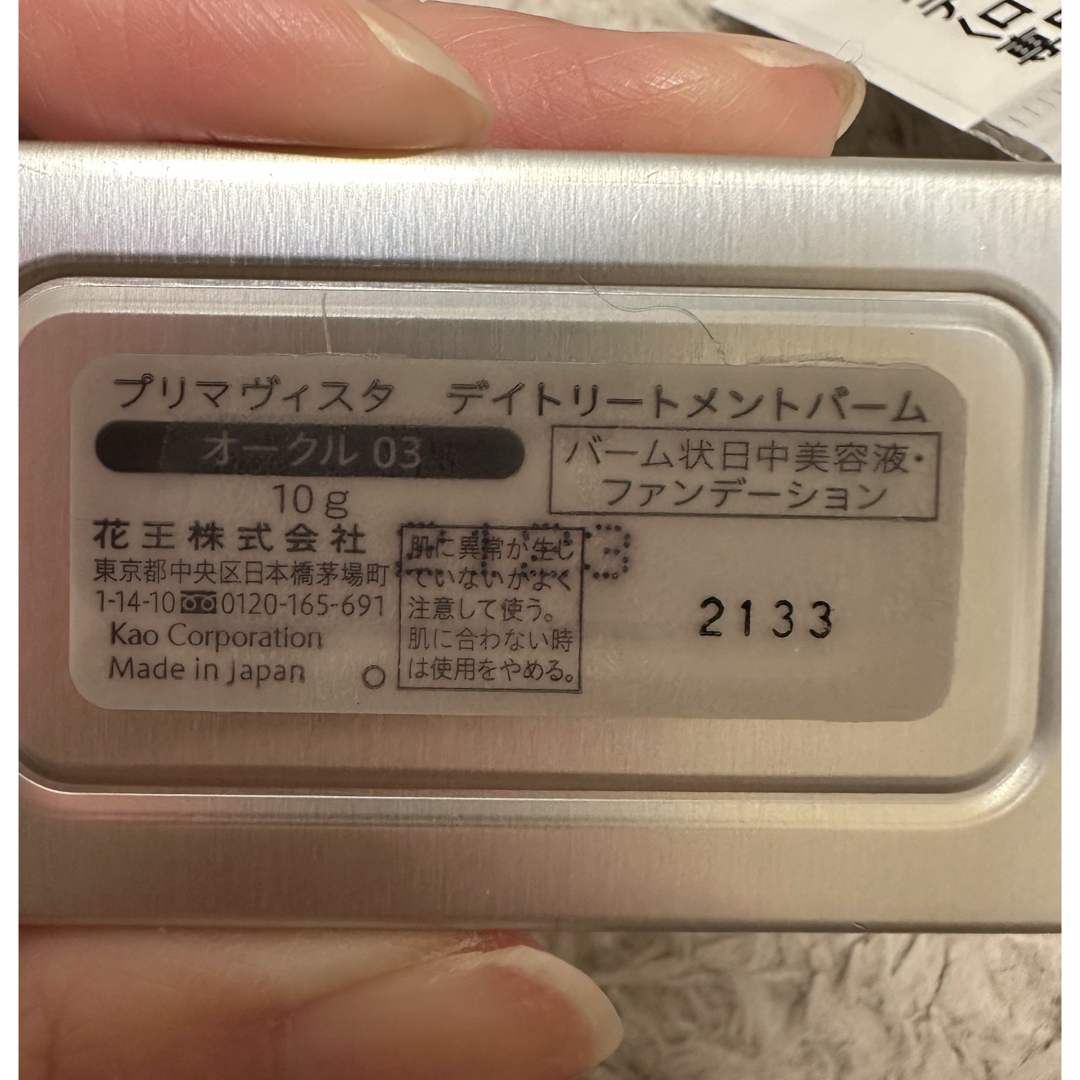 プリマヴィスタ　デイトリートメントバーム
オークル 03
バーム状日中美容液・
ファンデーション
10g
花王株式会社
東京都中央区日本橋茅場町
1-14-10 0120-165-691
Kao Corporation
Made in Japan
肌に異常が生じ
ていないかよく
注意して使う。
肌に合わない時
は使用をやめる。
2133